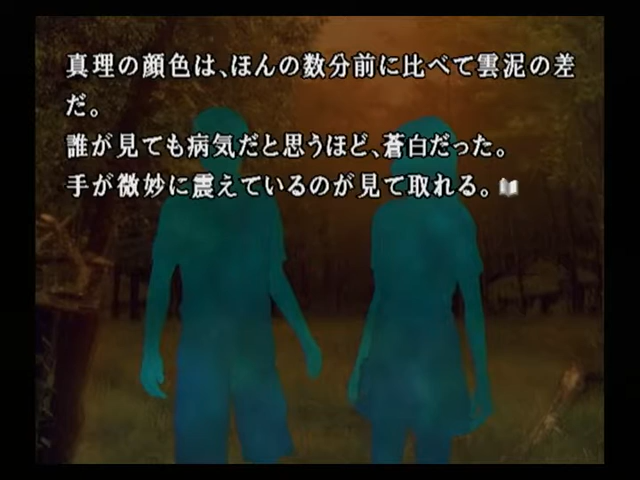 真理の顔色は、ほんの数分前に比べて雲泥の差
だ。
誰が見ても病気だと思うほど、蒼白だった。
手が微妙に震えているのが見て取れる。